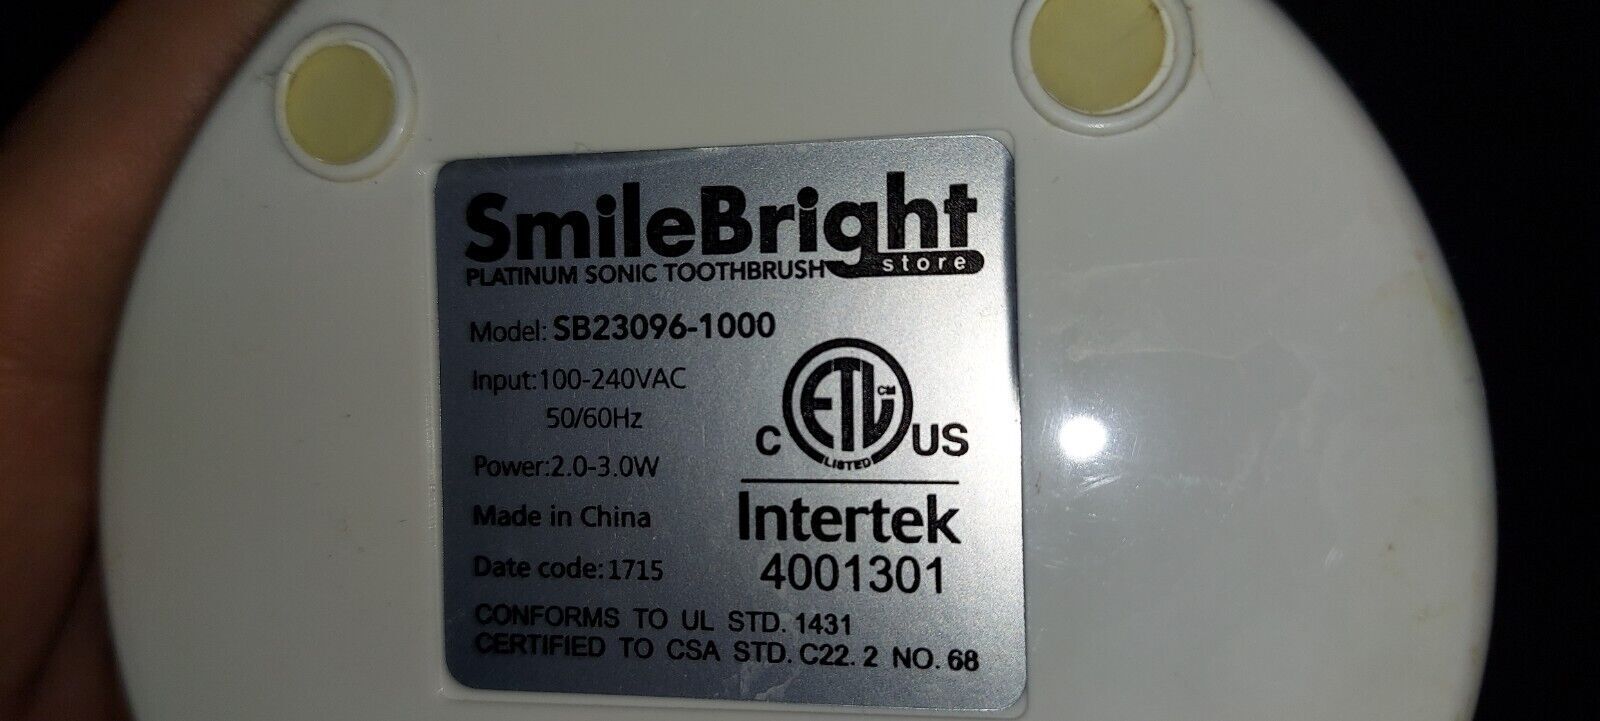 SmileBright
store
PLATINUM SONIC TOOTHBRUSH
Model: SB23096-1000
Input:100-240VAC
50/60Hz
Power:2.0-3.0W
Made in China
Date code:1715
C ETL CM US
LISTED
Intertek
4001301
CONFORMS TO UL STD. 1431
CERTIFIED TO CSA STD. C22. 2 NO. 68